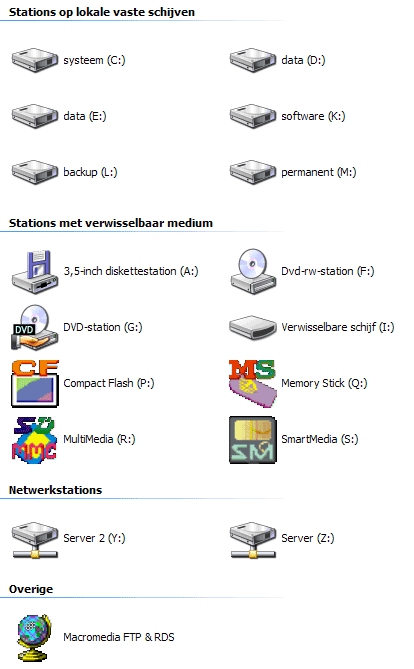 Stations op lokale vaste schijven
systeem (C:)
data (D:)
data (E:)
software (K:)
backup (L:)
permanent (M:)
Stations met verwisselbaar medium
3,5-inch diskettestation (A:)
Dvd-rw-station (F:)
DVD
DVD-station (G:)
Verwisselbare schijf (I:)
CF
Compact Flash (P:)
MS
Memory Stick (Q:)
SD
MMC
MultiMedia (R:)
SM
SmartMedia (S:)
Netwerkstations
Server 2 (Y:)
Server (Z:)
Overige
Macromedia FTP & RDS